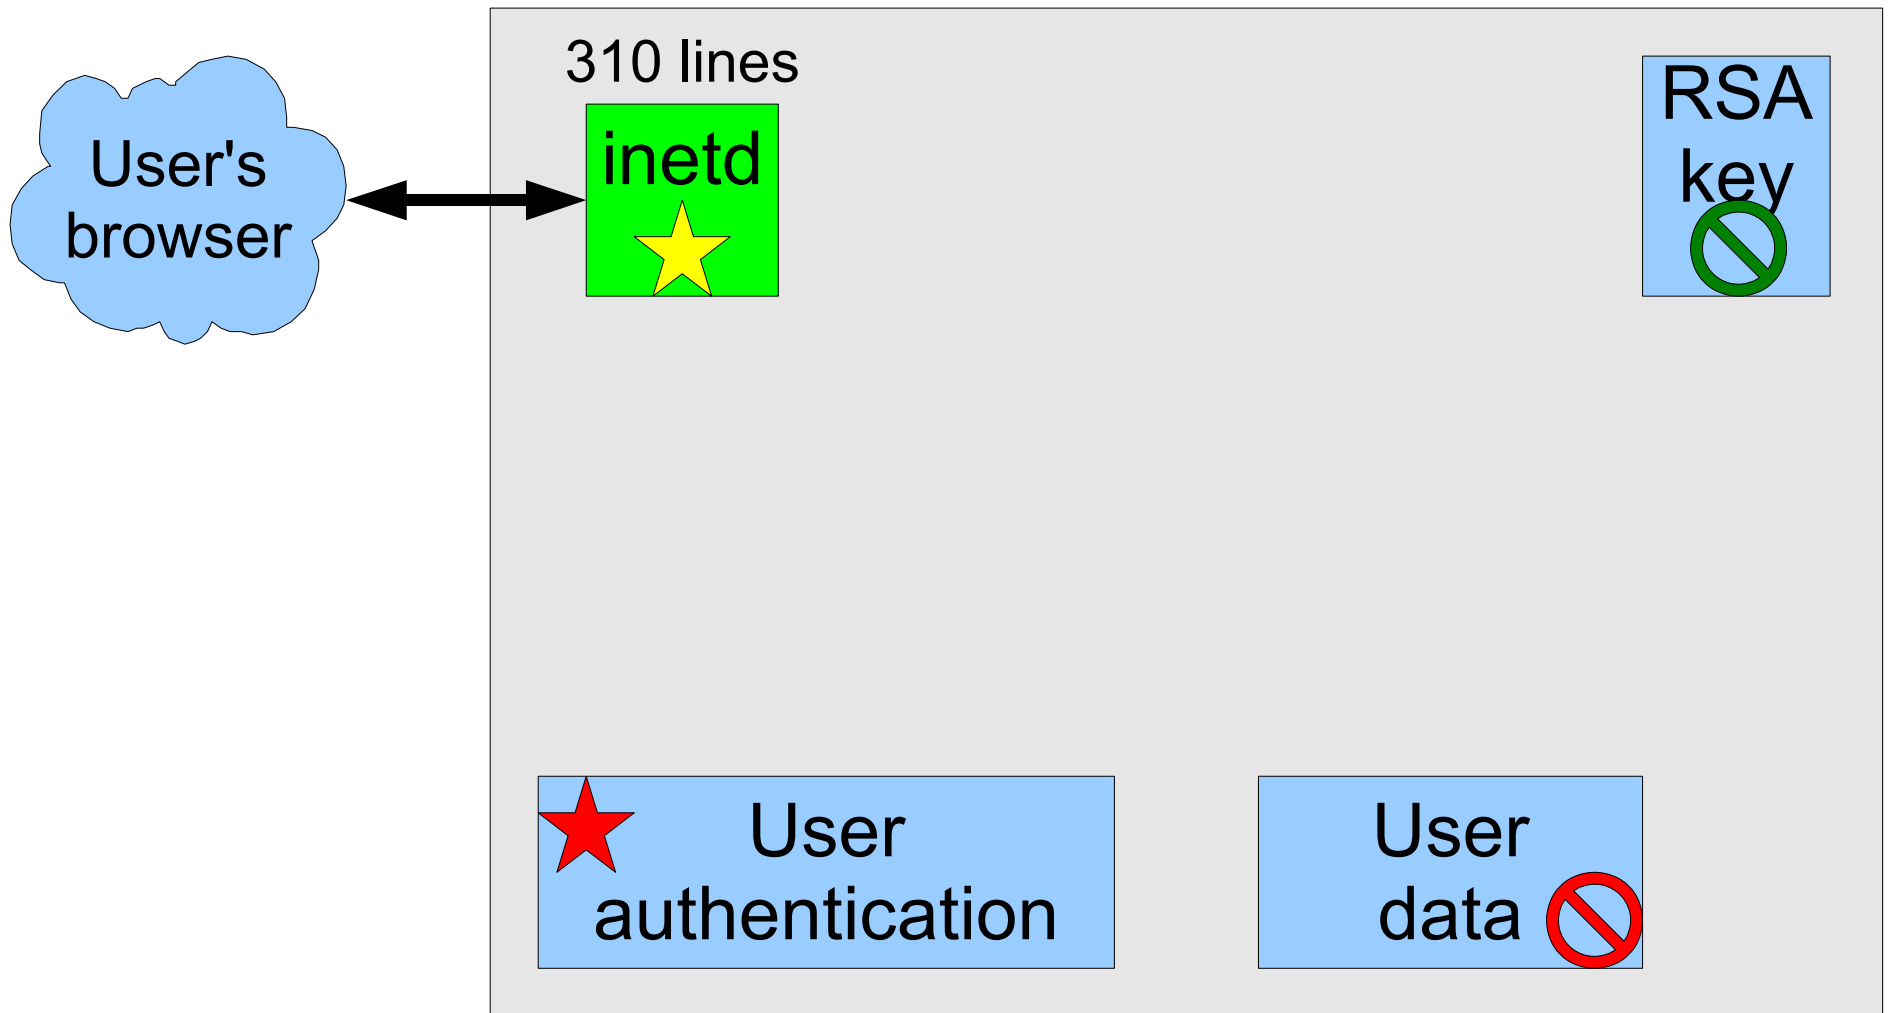 310 lines
User's
browser
inetd
RSA
key
User
authentication
User
data